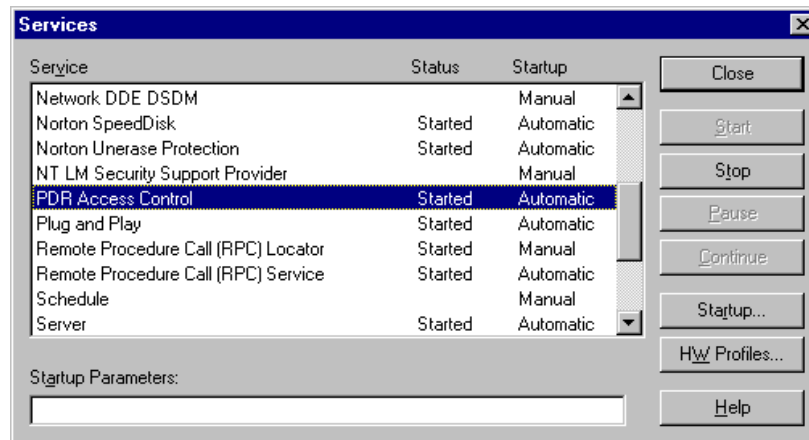 Services
Service Status Startup
Network DDE DSDM Manual
Norton SpeedDisk Started Automatic
Norton Unerase Protection Started Automatic
NT LM Security Support Provider Manual
PDR Access Control Started Automatic
Plug and Play Started Automatic
Remote Procedure Call (RPC) Locator Started Manual
Remote Procedure Call (RPC) Service Started Automatic
Schedule Manual
Server Started Automatic
Startup Parameters:
Close
Start
Stop
Pause
Continue
Startup...
HW Profiles...
Help